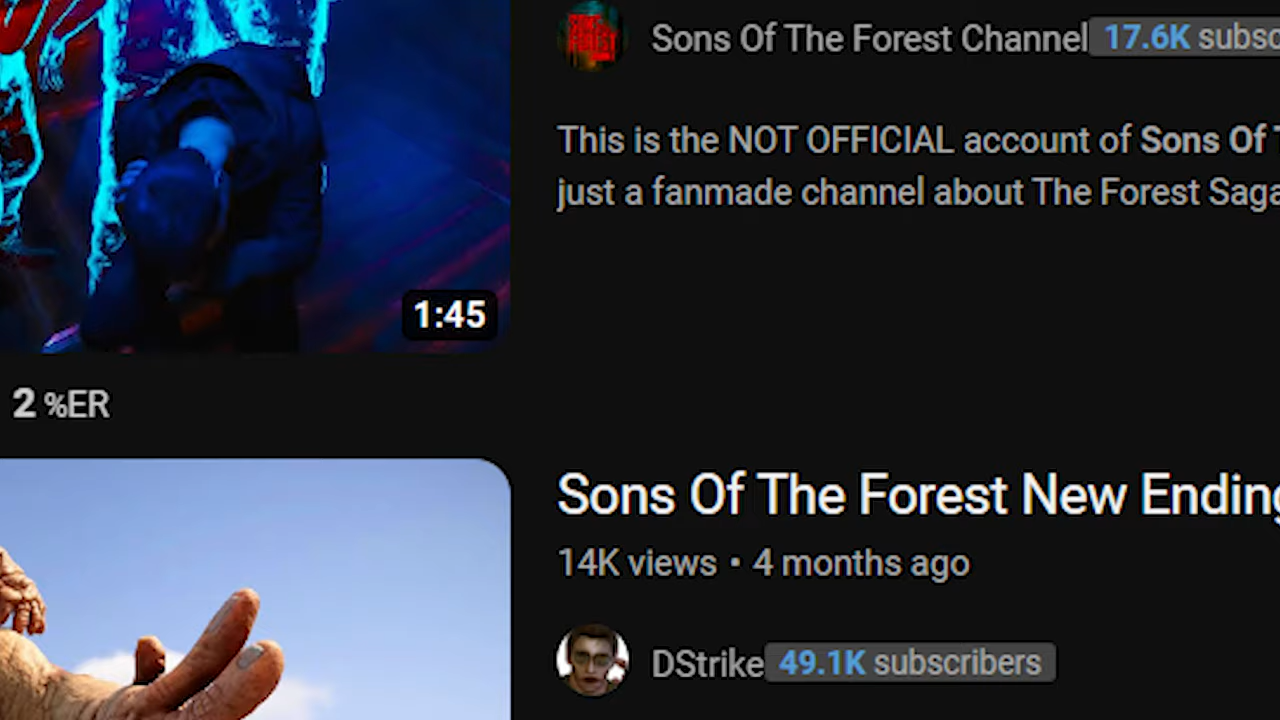 Sons Of The Forest Channel 17.6K subsc
This is the NOT OFFICIAL account of Sons Of
just a fanmade channel about The Forest Saga
1:45
2 %ER
Sons Of The Forest New Ending
14K views • 4 months ago
DStrike 49.1K subscribers